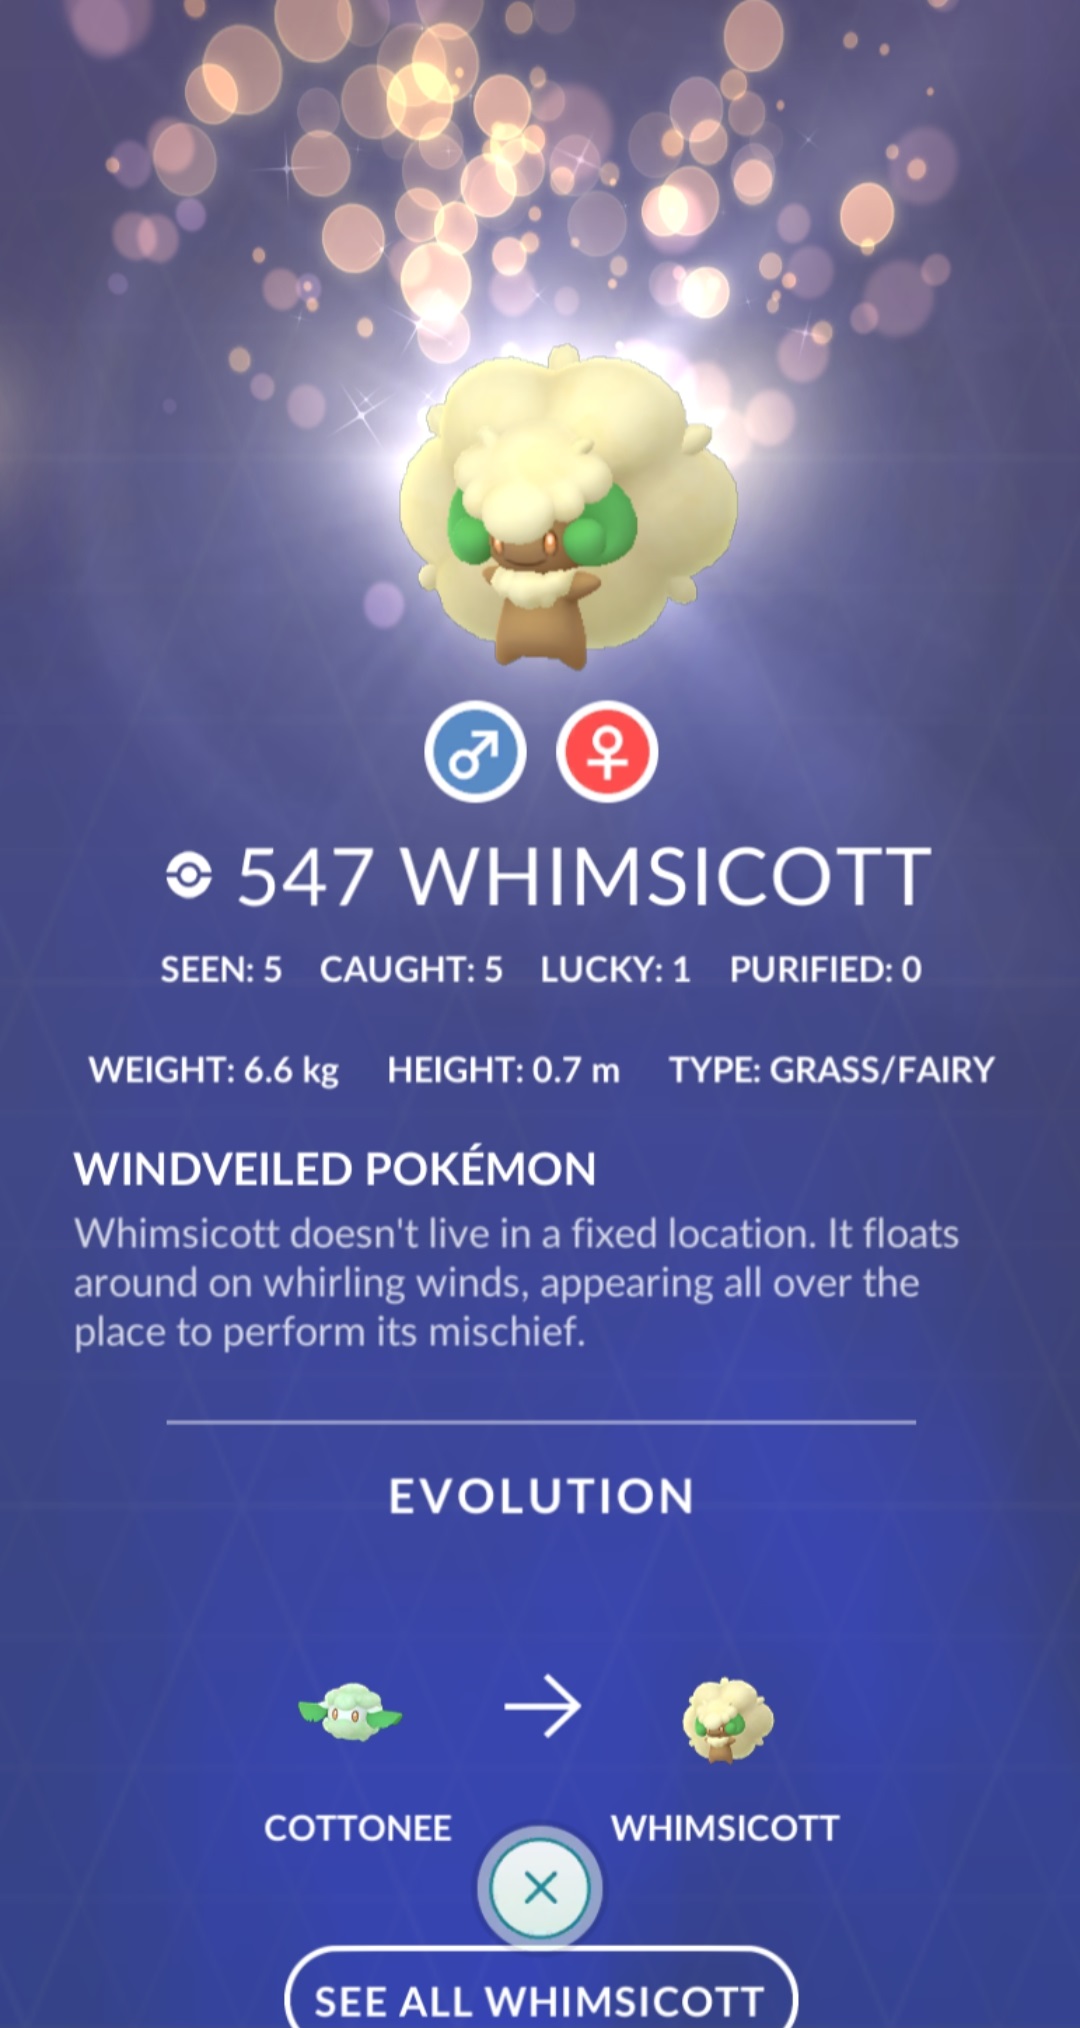 547 WHIMSICOTT
SEEN: 5 CAUGHT: 5 LUCKY: 1 PURIFIED: 0
WEIGHT: 6.6 kg HEIGHT: 0.7 m TYPE: GRASS/FAIRY
WINDVEILED POKÉMON
Whimsicott doesn't live in a fixed location. It floats
around on whirling winds, appearing all over the
place to perform its mischief.
EVOLUTION
COTTONEE WHIMSICOTT
SEE ALL WHIMSICOTT